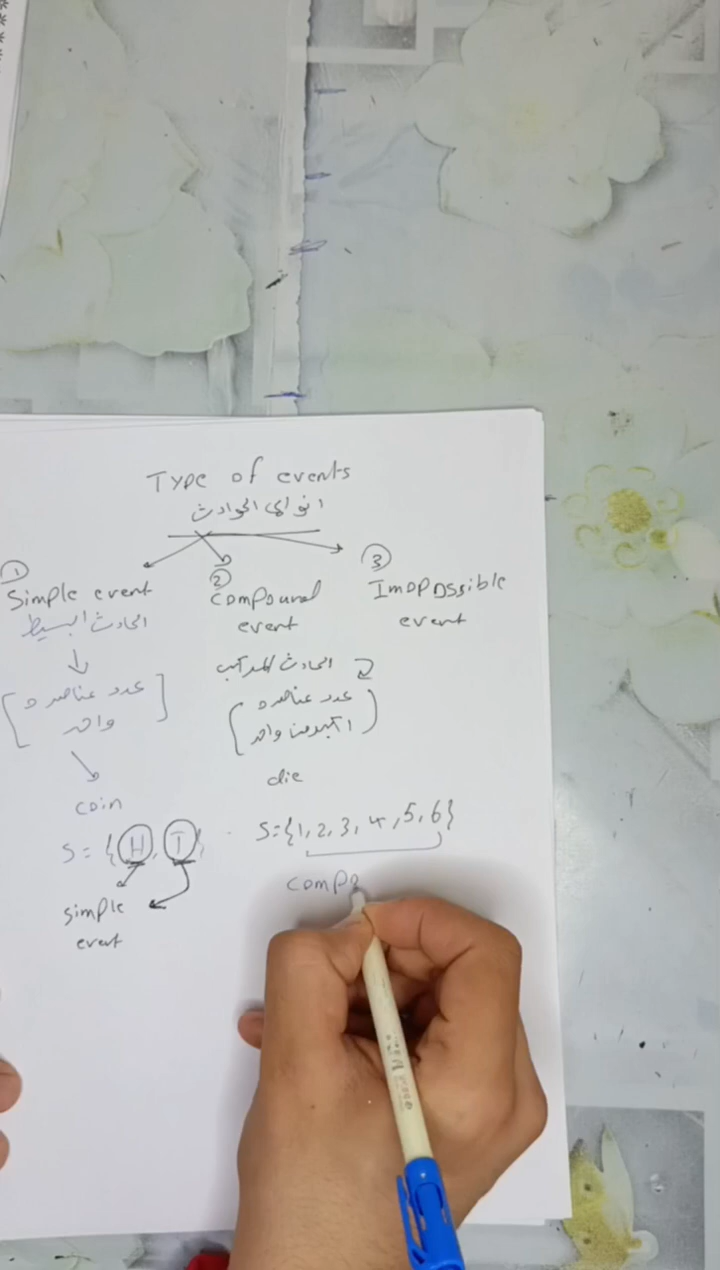 Type of events
انواع الحوادث
1
Simple event
الحادث البسيط
[عدد عناصره
واحد]
coin
S = {H, T}
simple
event
2
compound
event
الحادث المركب
(عدد عناصره
اكبر من واحد)
die
S={1,2,3,4,5,6}
compo
3
Imopossible
event